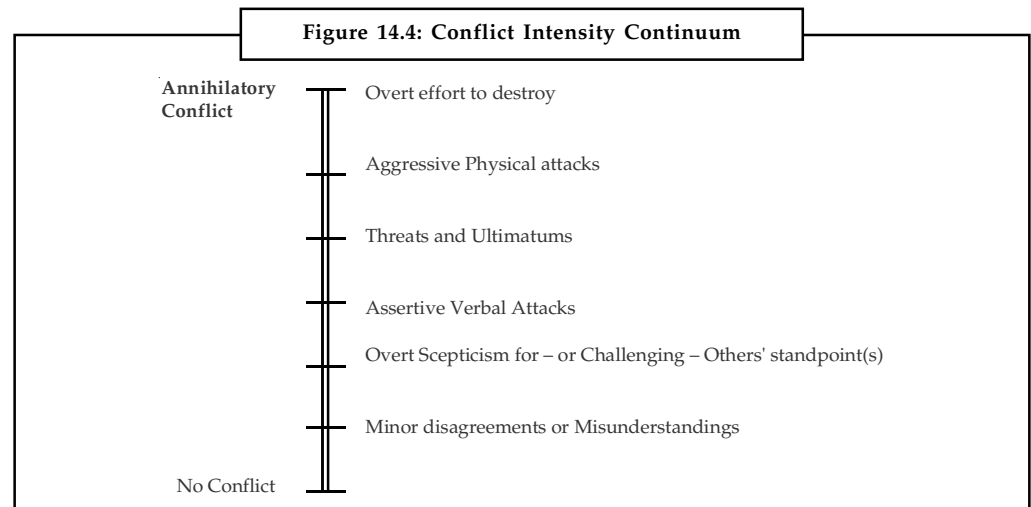 Figure 14.4: Conflict Intensity Continuum
Annihilatory
Conflict
Overt effort to destroy
Aggressive Physical attacks
Threats and Ultimatums
Assertive Verbal Attacks
Overt Scepticism for – or Challenging – Others' standpoint(s)
Minor disagreements or Misunderstandings
No Conflict